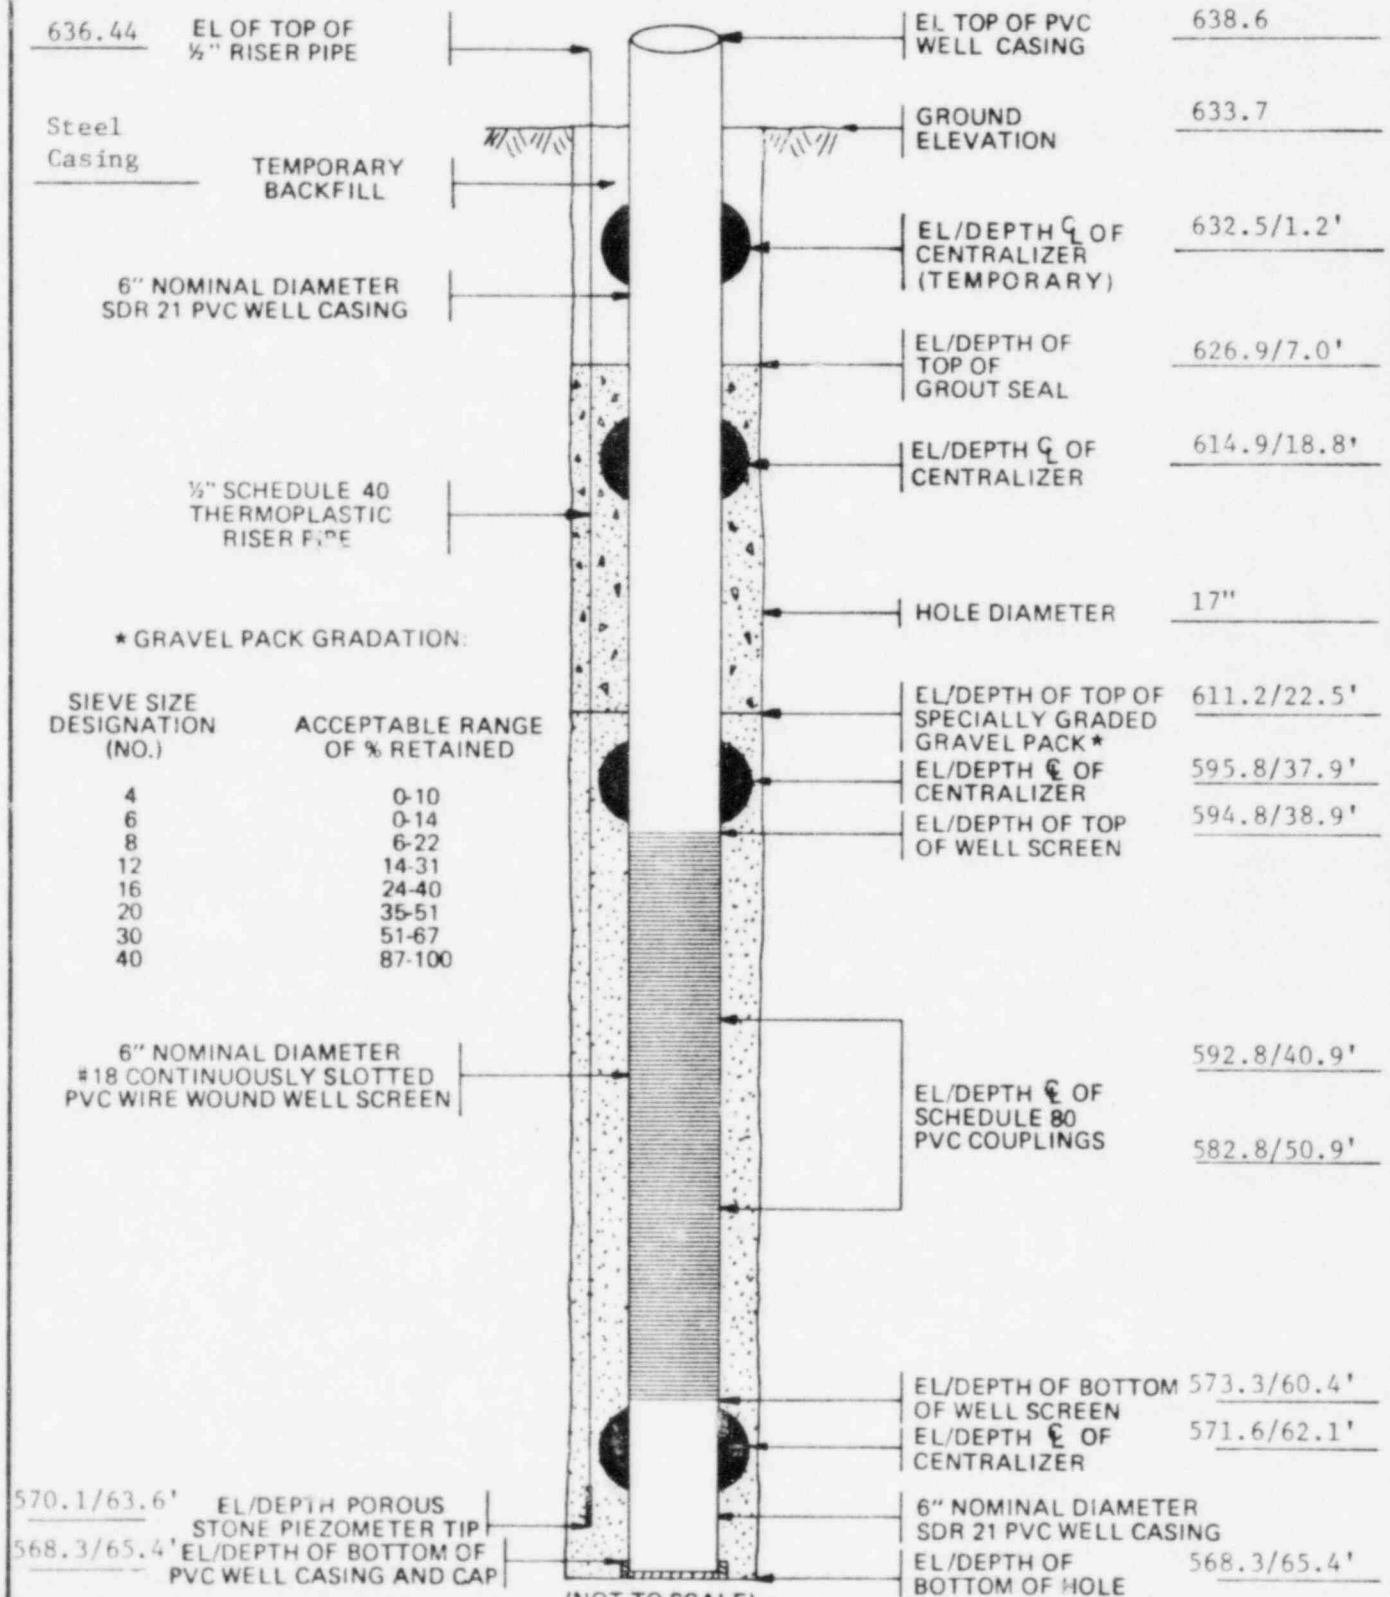 636.44
EL OF TOP OF
½" RISER PIPE
EL TOP OF PVC
WELL CASING
638.6
Steel
Casing
GROUND
ELEVATION
633.7
TEMPORARY
BACKFILL
EL/DEPTH ℄ OF
CENTRALIZER
(TEMPORARY)
632.5/1.2'
6" NOMINAL DIAMETER
SDR 21 PVC WELL CASING
EL/DEPTH OF
TOP OF
GROUT SEAL
626.9/7.0'
EL/DEPTH ℄ OF
CENTRALIZER
614.9/18.8'
½" SCHEDULE 40
THERMOPLASTIC
RISER PIPE
HOLE DIAMETER
17"
* GRAVEL PACK GRADATION:
SIEVE SIZE
DESIGNATION
(NO.)
ACCEPTABLE RANGE
OF % RETAINED
4 0-10
6 0-14
8 6-22
12 14-31
16 24-40
20 35-51
30 51-67
40 87-100
EL/DEPTH OF TOP OF
SPECIALLY GRADED
GRAVEL PACK*
611.2/22.5'
EL/DEPTH ℄ OF
CENTRALIZER
595.8/37.9'
EL/DEPTH OF TOP
OF WELL SCREEN
594.8/38.9'
6" NOMINAL DIAMETER
#18 CONTINUOUSLY SLOTTED
PVC WIRE WOUND WELL SCREEN
EL/DEPTH ℄ OF
SCHEDULE 80
PVC COUPLINGS
592.8/40.9'
582.8/50.9'
EL/DEPTH OF BOTTOM
OF WELL SCREEN
573.3/60.4'
EL/DEPTH ℄ OF
CENTRALIZER
571.6/62.1'
570.1/63.6'
EL/DEPTH POROUS
STONE PIEZOMETER TIP
6" NOMINAL DIAMETER
SDR 21 PVC WELL CASING
568.3/65.4'
EL/DEPTH OF BOTTOM OF
PVC WELL CASING AND CAP
EL/DEPTH OF
BOTTOM OF HOLE
568.3/65.4'
(NOT TO SCALE)